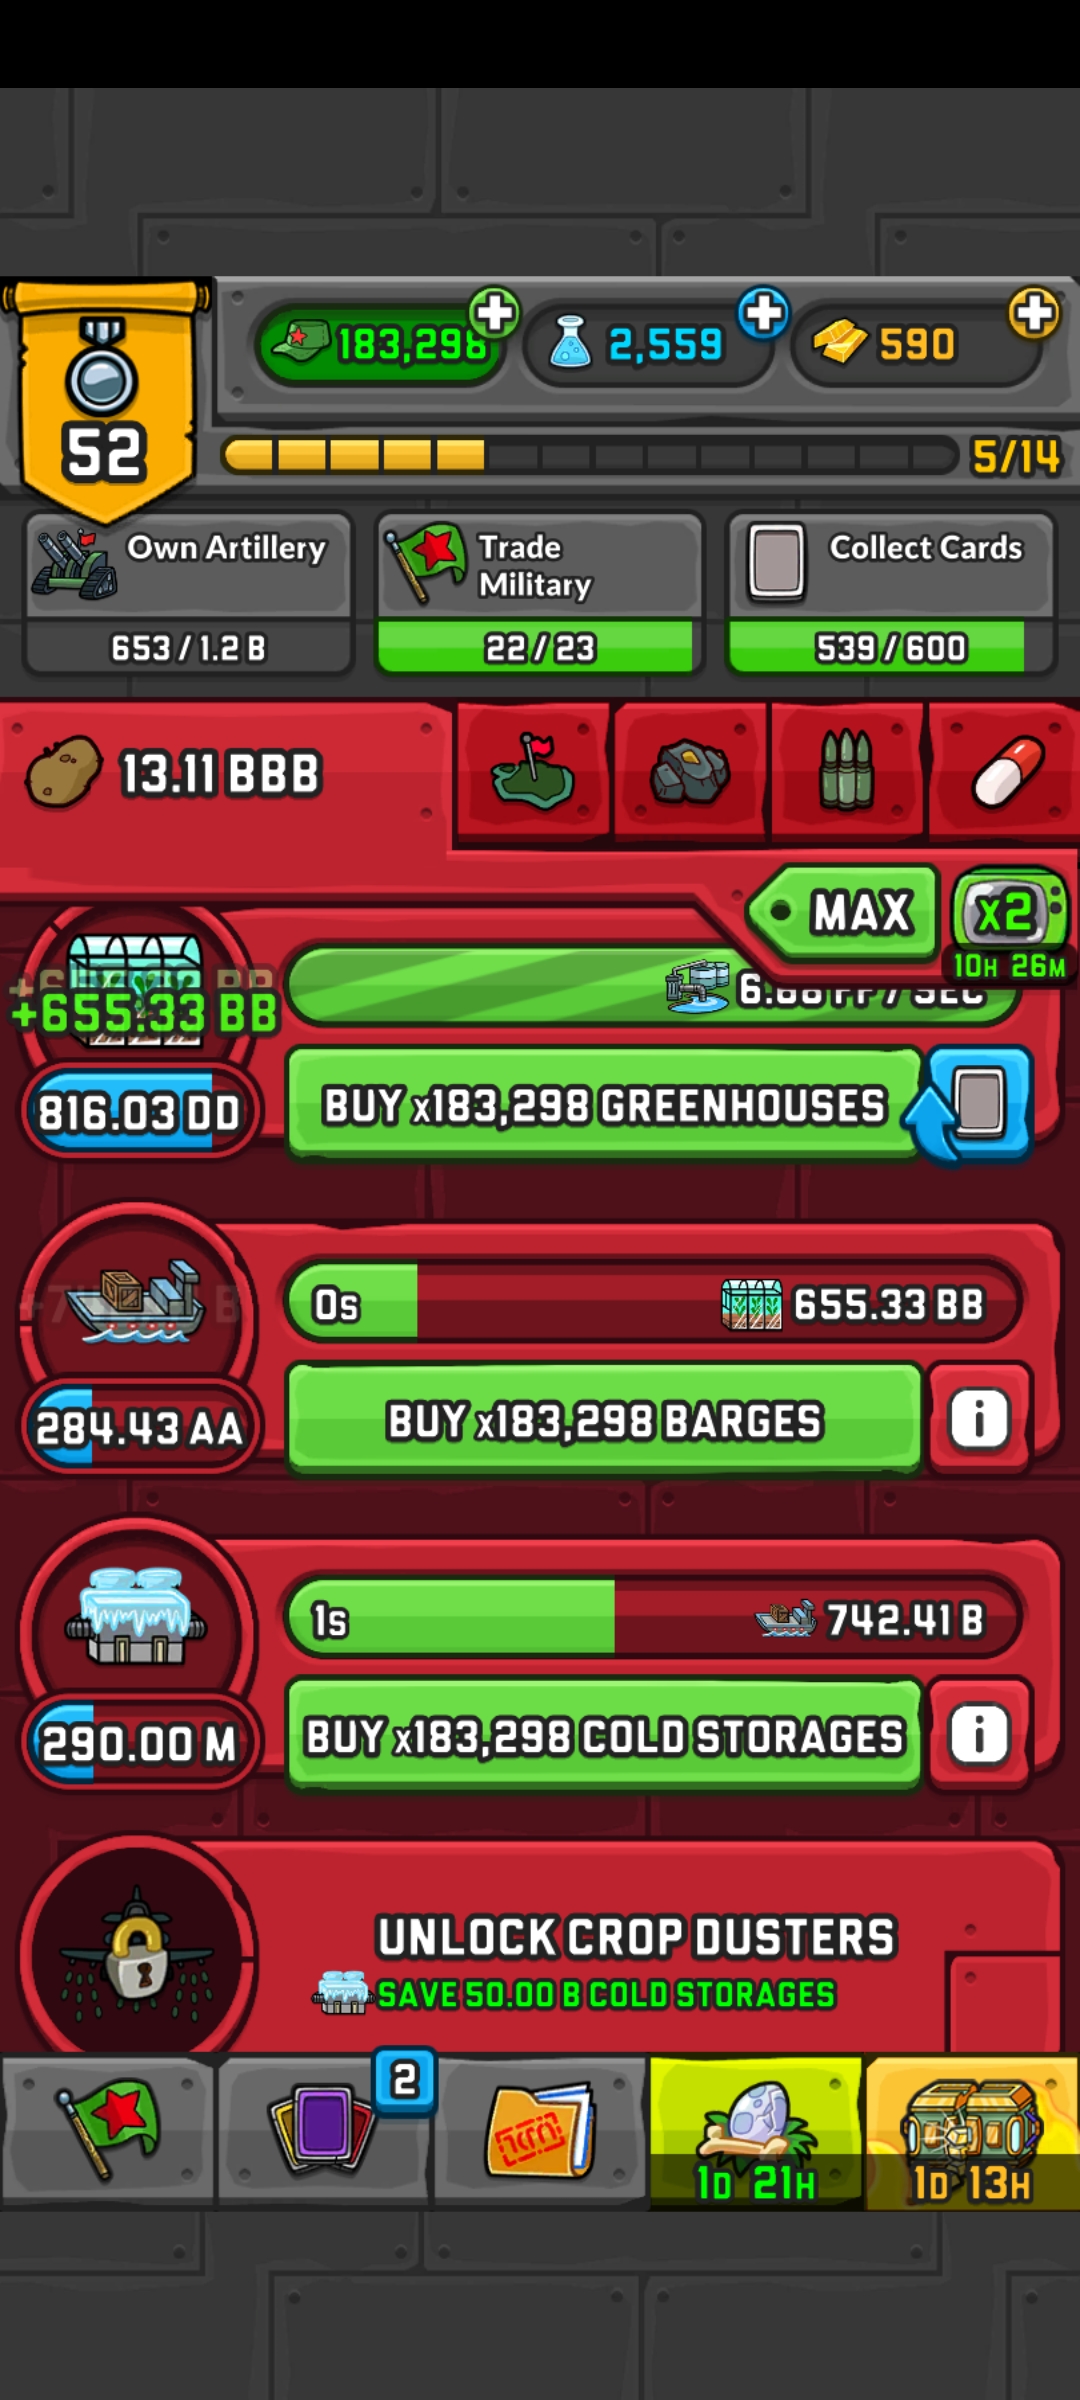 183,298
2,559
590
52
5/14
Own Artillery
653 / 1.2 B
Trade
Military
22 / 23
Collect Cards
539 / 600
13.11 BBB
MAX
x2
10H 26M
+655.33 BB
816.03 DD
BUY x183,298 GREENHOUSES
0s
655.33 BB
284.43 AA
BUY x183,298 BARGES
i
1s
742.41 B
290.00 M
BUY x183,298 COLD STORAGES
i
UNLOCK CROP DUSTERS
SAVE 50.00 B COLD STORAGES
2
1D 21H
1D 13H